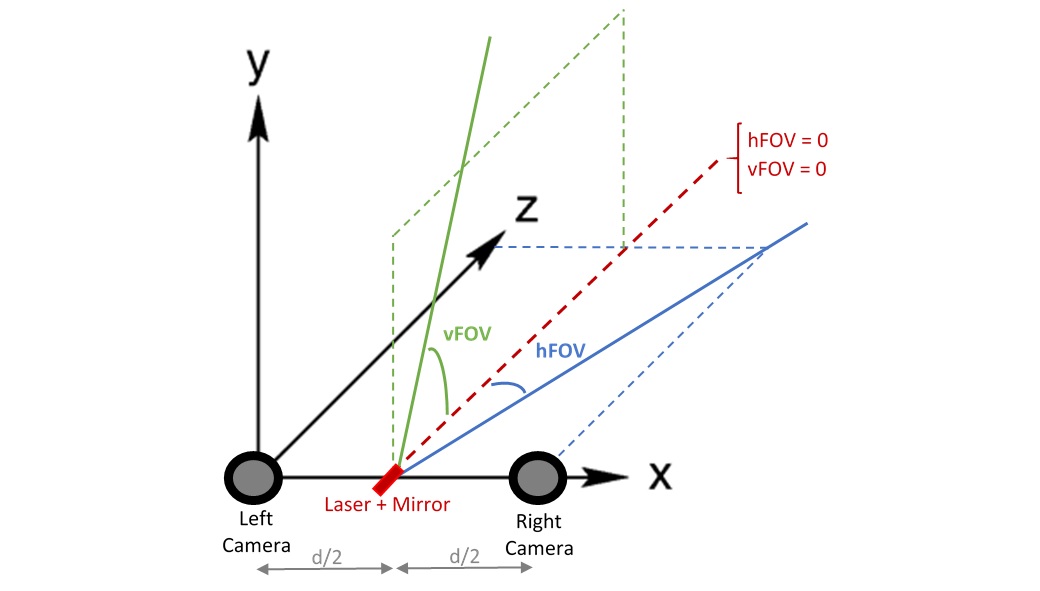 y
hFOV = 0
vFOV = 0
z
vFOV
hFOV
x
Laser + Mirror
Left
Camera
Right
Camera
d/2
d/2